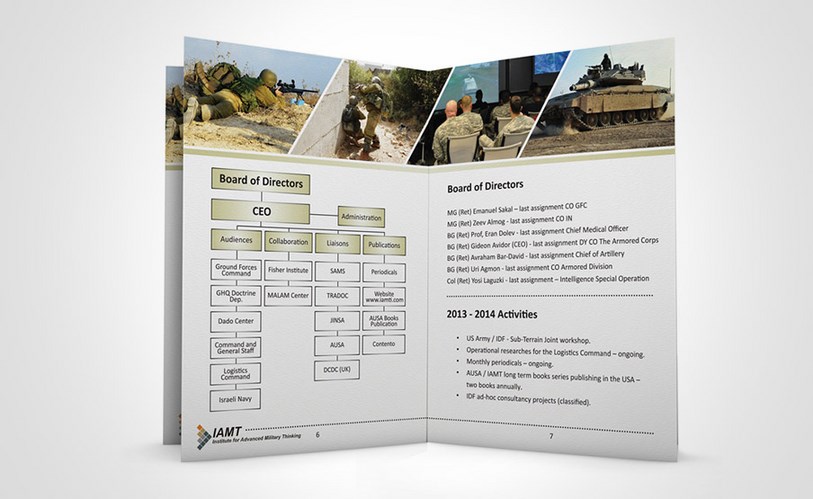 Board of Directors
CEO
Administration
Audiences
Collaboration
Liaisons
Publications
Ground Forces
Command
GHQ Doctrine
Dep.
Dado Center
Command and
General Staff
Logistics
Command
Israeli Navy
Fisher Institute
MALAM Center
SAMS
TRADOC
JINSA
AUSA
DCDC (UK)
Periodicals
Website
www.iamti.com
AUSA Books
Publication
Contento
IAMT
Institute for Advanced Military Thinking
6
Board of Directors
MG (Ret) Emanuel Sakal – last assignment CO GFC
MG (Ret) Zeev Almog - last assignment CO IN
BG (Ret) Prof, Eran Dolev - last assignment Chief Medical Officer
BG (Ret) Gideon Avidor (CEO) - last assignment DY CO The Armored Corps
BG (Ret) Avraham Bar-David - last assignment Chief of Artillery
BG (Ret) Uri Agmon - last assignment CO Armored Division
Col (Ret) Yosi Laguzki - last assignment – Intelligence Special Operation
2013 - 2014 Activities
• US Army / IDF - Sub-Terrain Joint workshop.
• Operational researches for the Logistics Command – ongoing.
• Monthly periodicals – ongoing.
• AUSA / IAMT long term books series publishing in the USA –
two books annually.
• IDF ad-hoc consultancy projects (classified).
7